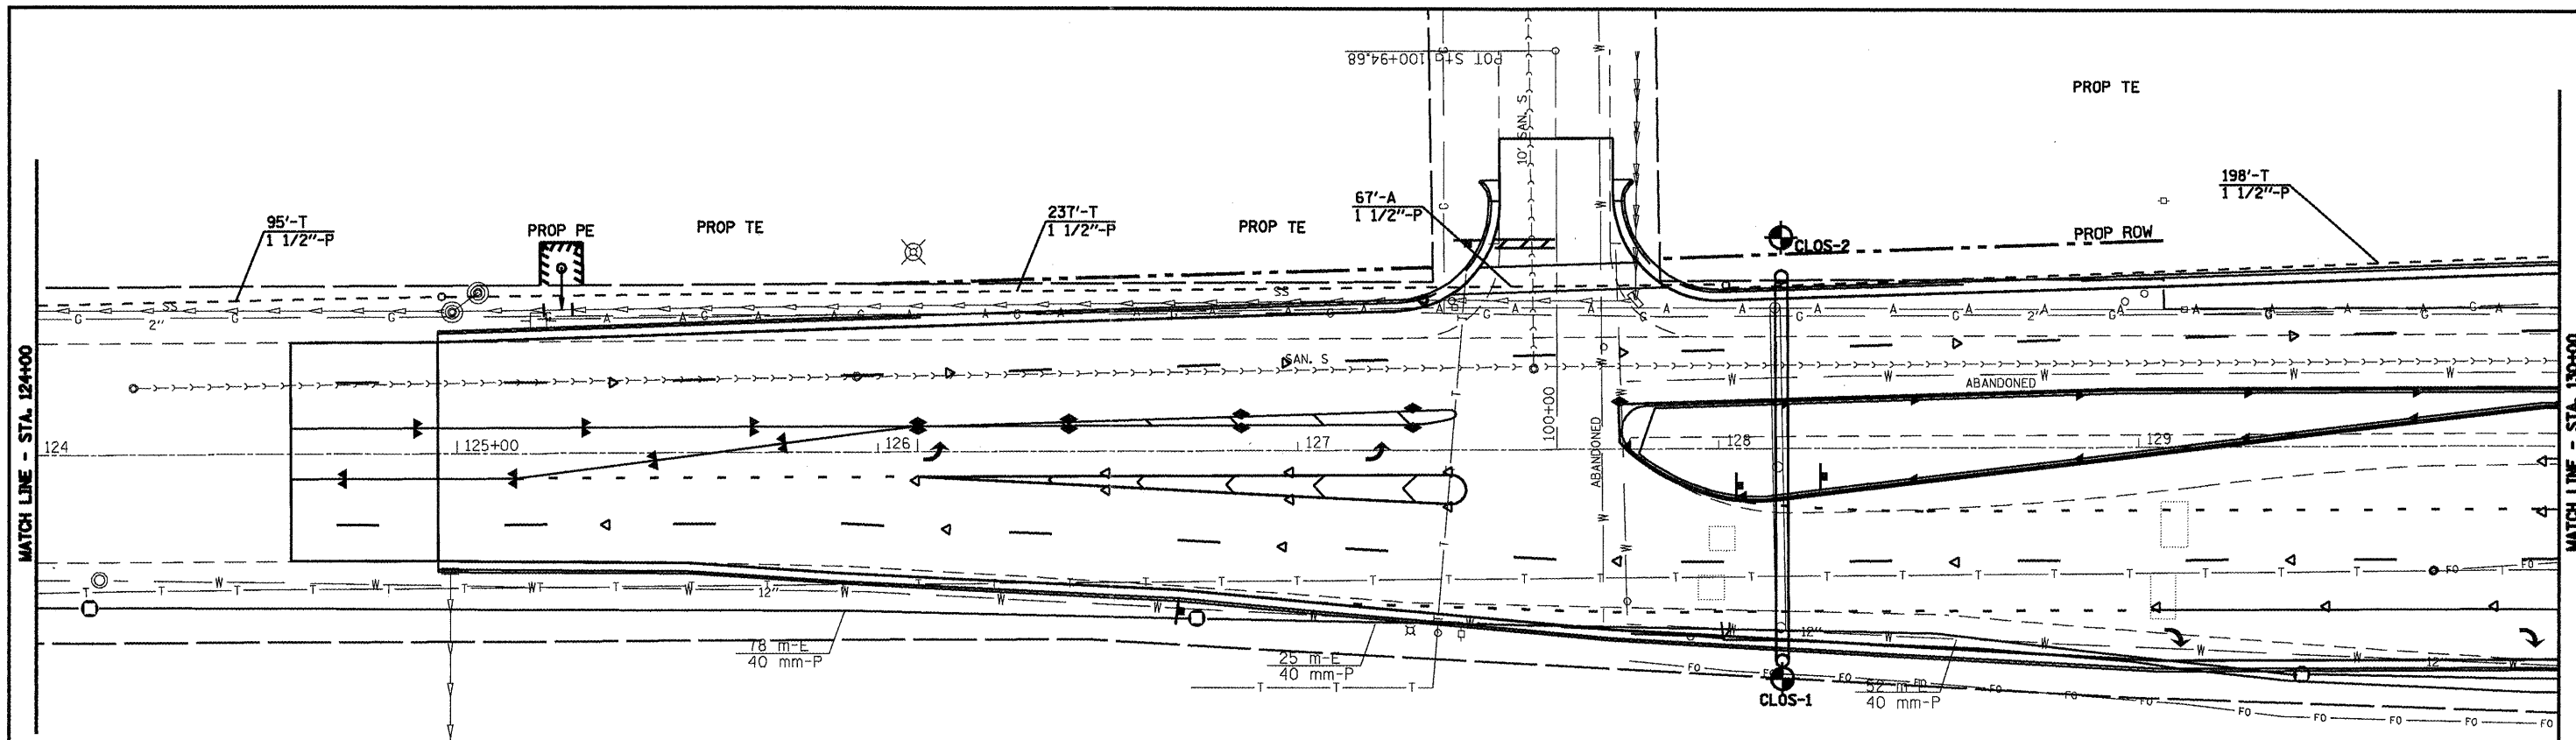 POT Sta 100+94.68
PROP TE
10' SAN. S
198'-T
1 1/2"-P
67'-A
1 1/2"-P
95'-T
1 1/2"-P
237'-T
1 1/2"-P
PROP PE
PROP TE
PROP TE
PROP ROW
CLOS-2
SS
SS
2"
2"
SAN. S
ABANDONED
MATCH LINE - STA. 124+00
MATCH LINE - STA. 130+00
124
125+00
126
127
128
129
100+00
ABANDONED
12"
12"
12"
78 m-E
40 mm-P
25 m-E
40 mm-P
52 m-E
40 mm-P
CLOS-1